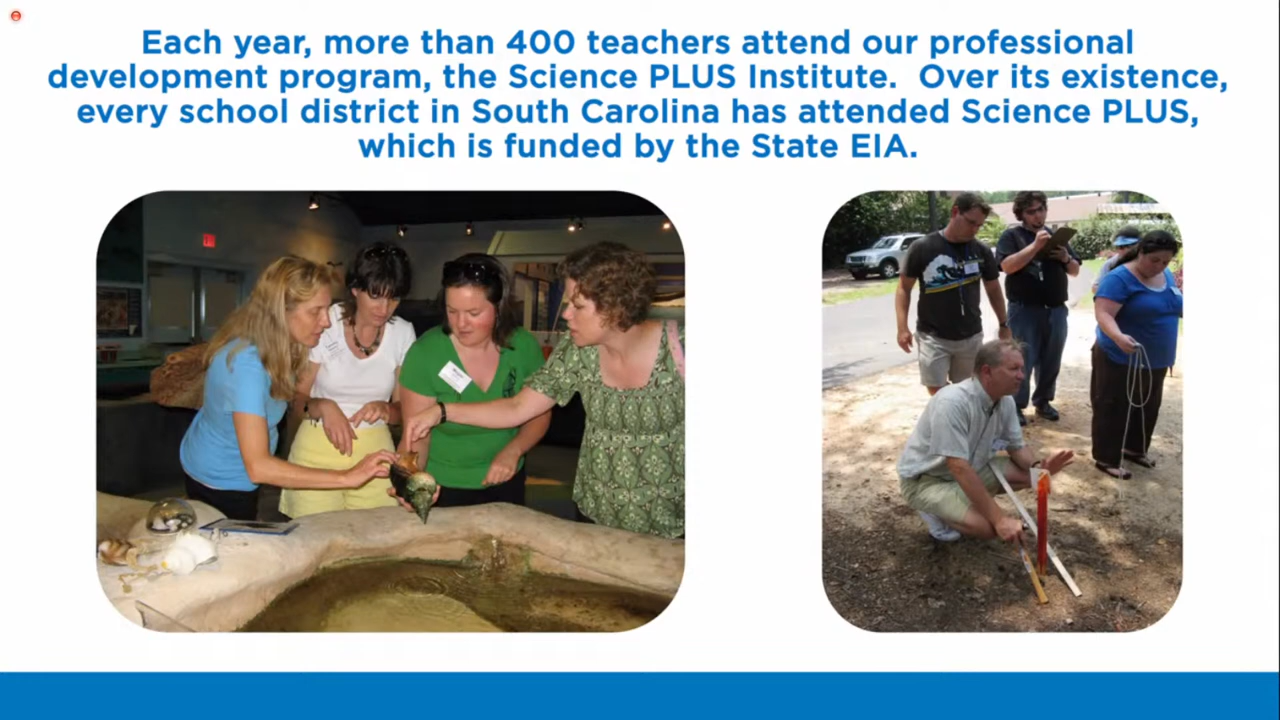 Each year, more than 400 teachers attend our professional
development program, the Science PLUS Institute.  Over its existence,
every school district in South Carolina has attended Science PLUS,
which is funded by the State EIA.